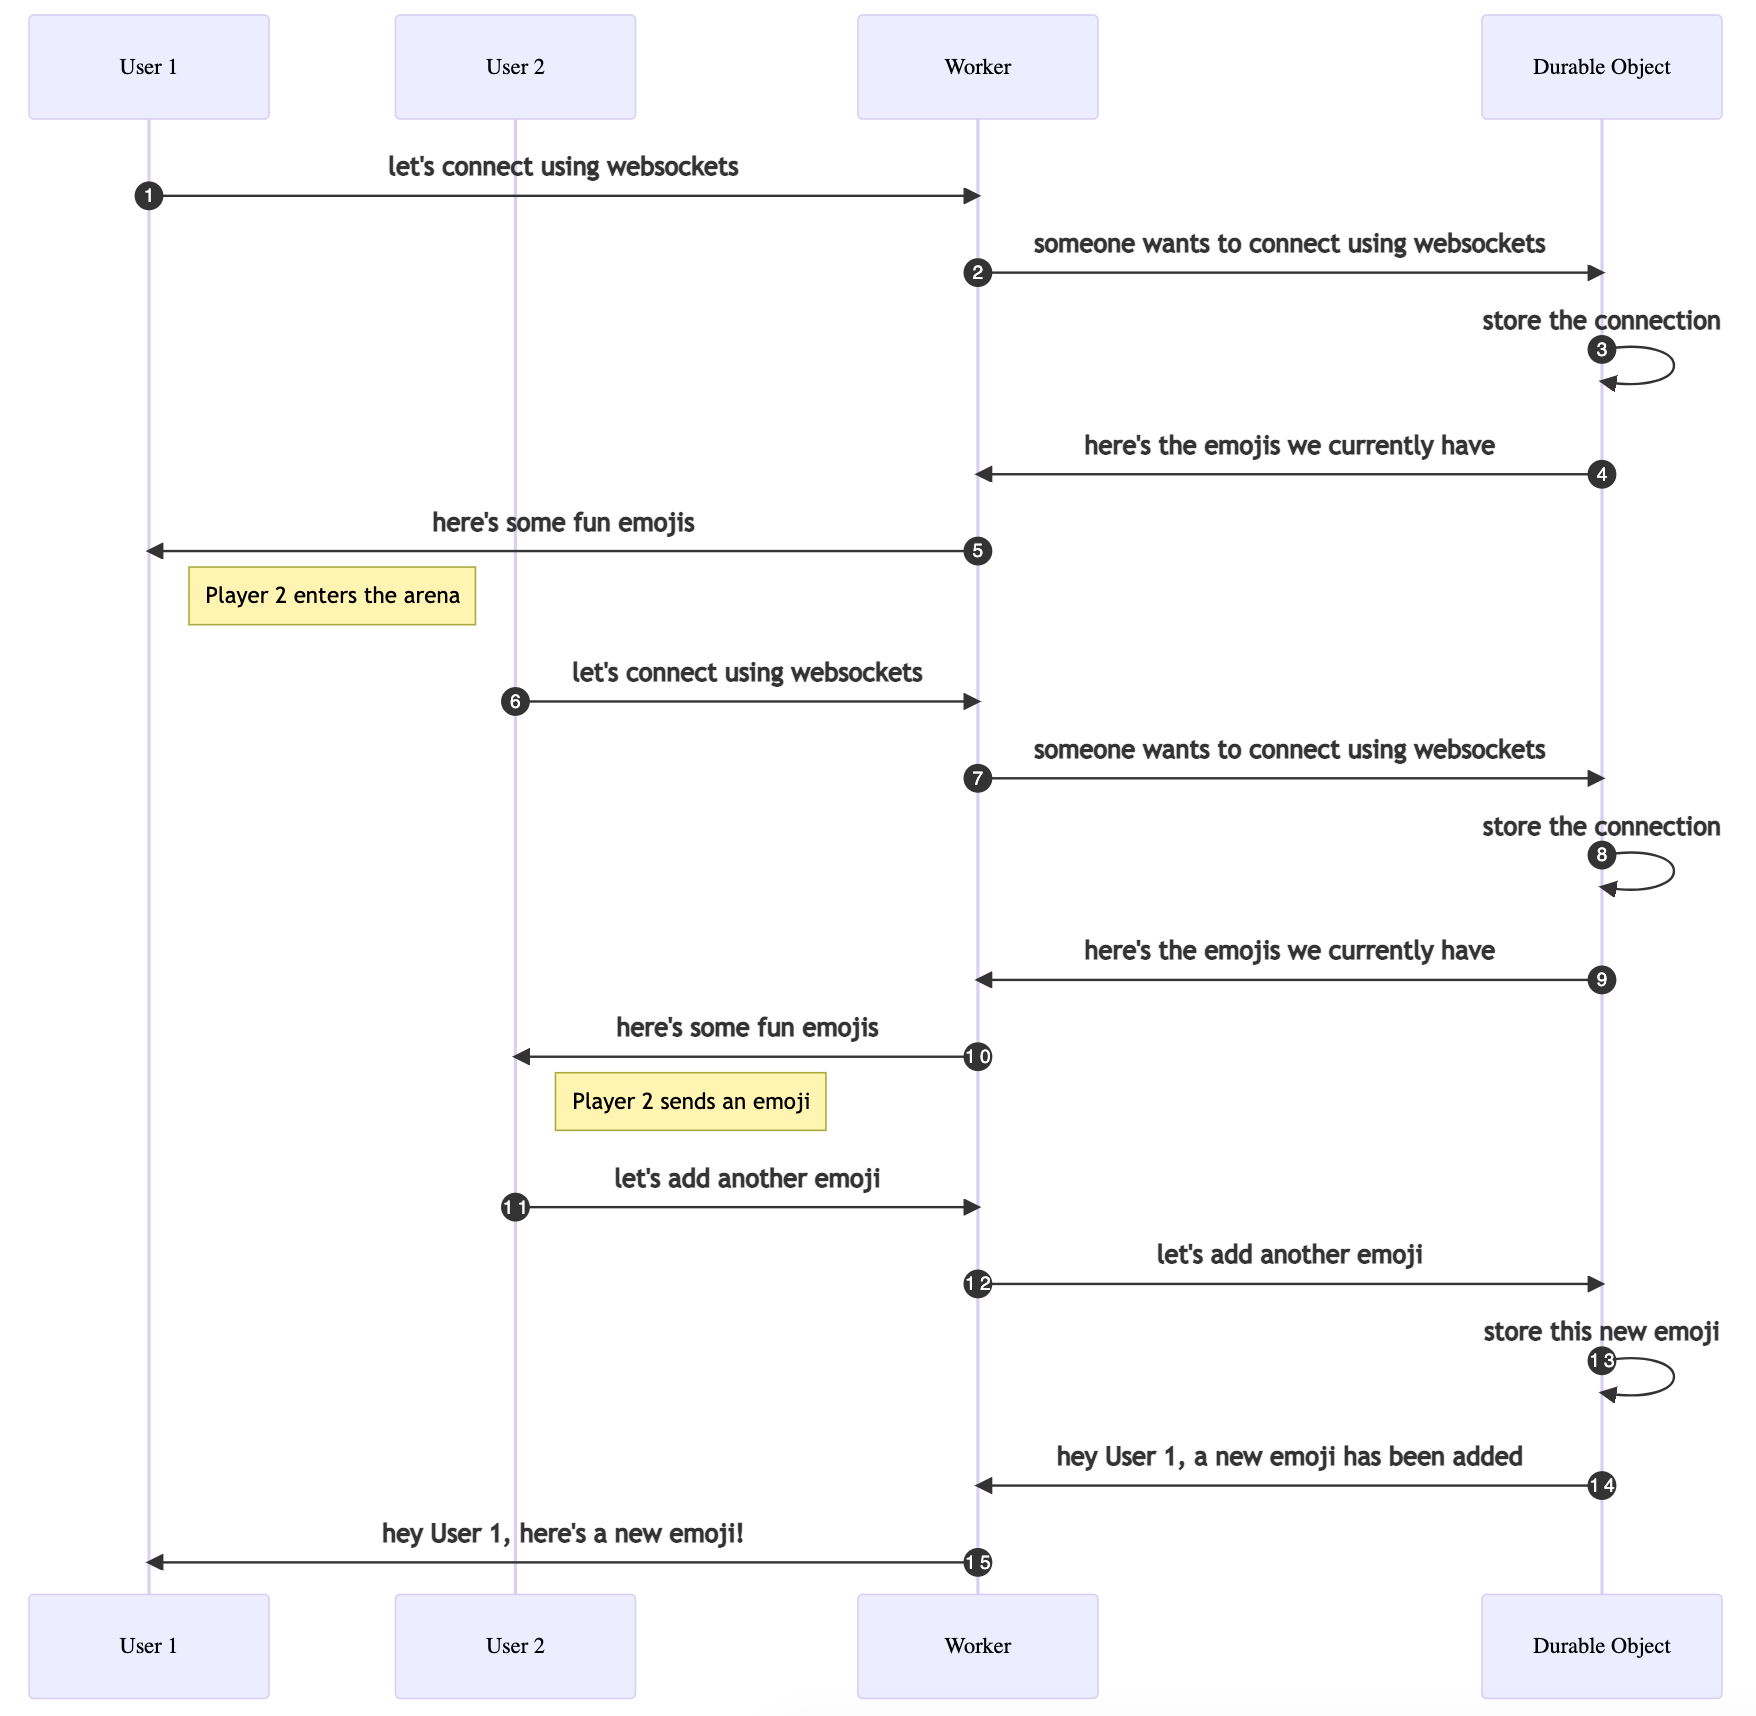 User 1
User 2
Worker
Durable Object
let's connect using websockets
1
someone wants to connect using websockets
2
store the connection
3
here's the emojis we currently have
4
here's some fun emojis
5
Player 2 enters the arena
let's connect using websockets
6
someone wants to connect using websockets
7
store the connection
8
here's the emojis we currently have
9
here's some fun emojis
10
Player 2 sends an emoji
let's add another emoji
11
let's add another emoji
12
store this new emoji
13
hey User 1, a new emoji has been added
14
hey User 1, here's a new emoji!
15
User 1
User 2
Worker
Durable Object